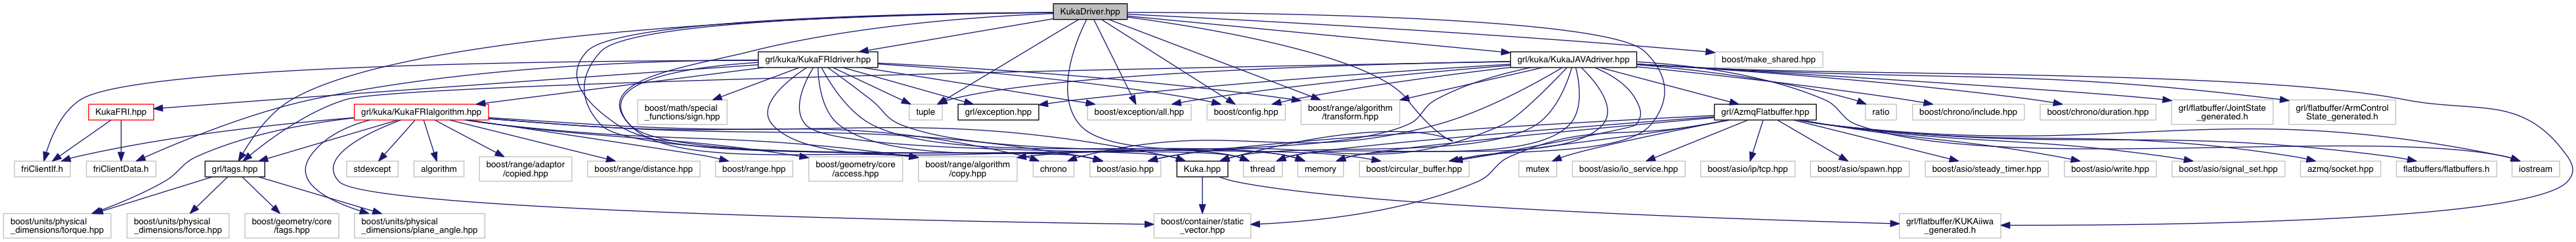 KukaDriver.hpp
grl/kuka/KukaFRIdriver.hpp
grl/kuka/KukaJAVAdriver.hpp
boost/make_shared.hpp
KukaFRI.hpp
grl/kuka/KukaFRIalgorithm.hpp
boost/math/special
_functions/sign.hpp
tuple
grl/exception.hpp
boost/exception/all.hpp
boost/config.hpp
boost/range/algorithm
/transform.hpp
grl/AzmqFlatbuffer.hpp
ratio
boost/chrono/include.hpp
boost/chrono/duration.hpp
grl/flatbuffer/JointState
_generated.h
grl/flatbuffer/ArmControl
State_generated.h
friClientIf.h
friClientData.h
grl/tags.hpp
stdexcept
algorithm
boost/range/adaptor
/copied.hpp
boost/range/distance.hpp
boost/range.hpp
boost/geometry/core
/access.hpp
boost/range/algorithm
/copy.hpp
chrono
boost/asio.hpp
Kuka.hpp
thread
memory
boost/circular_buffer.hpp
mutex
boost/asio/io_service.hpp
boost/asio/ip/tcp.hpp
boost/asio/spawn.hpp
boost/asio/steady_timer.hpp
boost/asio/write.hpp
boost/asio/signal_set.hpp
azmq/socket.hpp
flatbuffers/flatbuffers.h
iostream
boost/units/physical
_dimensions/torque.hpp
boost/units/physical
_dimensions/force.hpp
boost/geometry/core
/tags.hpp
boost/units/physical
_dimensions/plane_angle.hpp
boost/container/static
_vector.hpp
grl/flatbuffer/KUKAiiwa
_generated.h